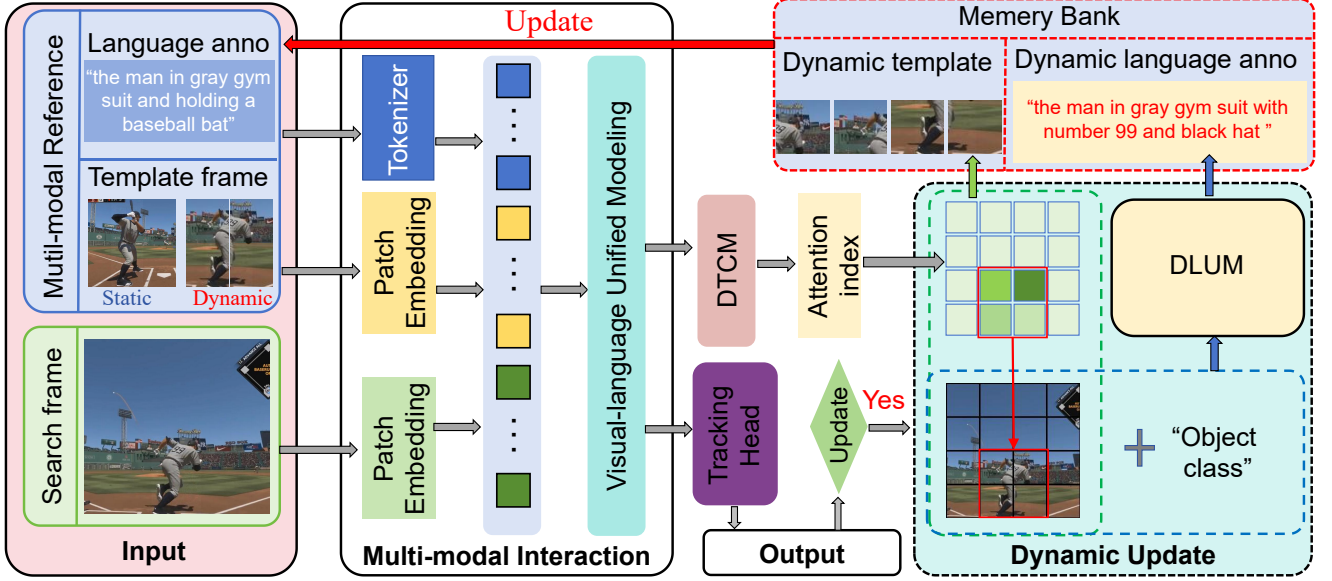 Mutil-modal Reference
Language anno
“the man in gray gym
suit and holding a
baseball bat”
Template frame
Static
Dynamic
Search frame
Input
Update
Tokenizer
Patch
Embedding
Patch
Embedding
Visual-language Unified Modeling
Multi-modal Interaction
DTCM
Attention
index
Tracking
Head
Update
Yes
Output
Memery Bank
Dynamic template
Dynamic language anno
“the man in gray gym suit with
number 99 and black hat ”
DLUM
“Object
class”
Dynamic Update